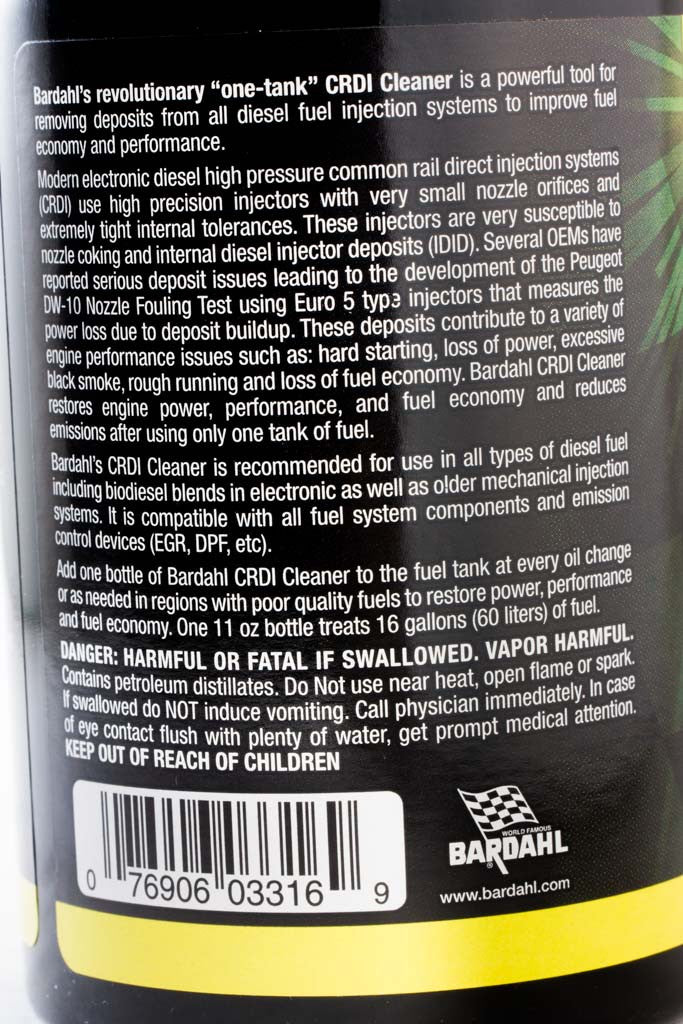 Bardahl's revolutionary "one-tank" CRDI Cleaner is a powerful tool for
removing deposits from all diesel fuel injection systems to improve fuel
economy and performance.
Modern electronic diesel high pressure common rail direct injection systems
(CRDI) use high precision injectors with very small nozzle orifices and
extremely tight internal tolerances. These injectors are very susceptible to
nozzle coking and internal diesel injector deposits (IDID). Several OEMs have
reported serious deposit issues leading to the development of the Peugeot
DW-10 Nozzle Fouling Test using Euro 5 type injectors that measures the
power loss due to deposit buildup. These deposits contribute to a variety of
engine performance issues such as: hard starting, loss of power, excessive
black smoke, rough running and loss of fuel economy. Bardahl CRDI Cleaner
restores engine power, performance, and fuel economy and reduces
emissions after using only one tank of fuel.
Bardahl's CRDI Cleaner is recommended for use in all types of diesel fuel
including biodiesel blends in electronic as well as older mechanical injection
systems. It is compatible with all fuel system components and emission
control devices (EGR, DPF, etc).
Add one bottle of Bardahl CRDI Cleaner to the fuel tank at every oil change
or as needed in regions with poor quality fuels to restore power, performance
and fuel economy. One 11 oz bottle treats 16 gallons (60 liters) of fuel.
DANGER: HARMFUL OR FATAL IF SWALLOWED. VAPOR HARMFUL.
Contains petroleum distillates. Do Not use near heat, open flame or spark.
If swallowed do NOT induce vomiting. Call physician immediately. In case
of eye contact flush with plenty of water, get prompt medical attention.
KEEP OUT OF REACH OF CHILDREN
0 76906 03316 9
WORLD FAMOUS
BARDAHL®
www.bardahl.com